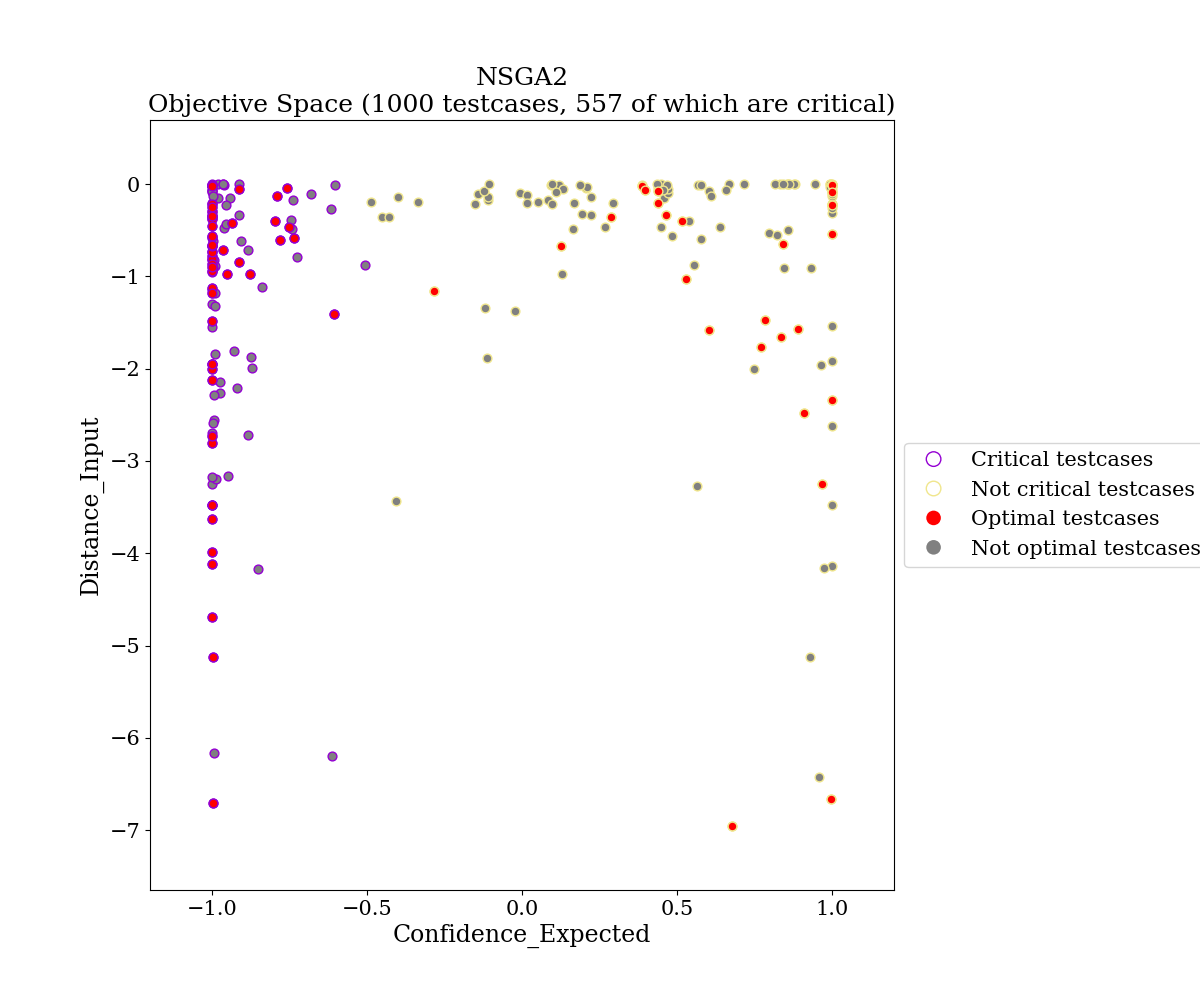 NSGA2
Objective Space (1000 testcases, 557 of which are critical)
0
−1
−2
−3
−4
−5
−6
−7
Distance_Input
−1.0 −0.5 0.0 0.5 1.0
Confidence_Expected
Critical testcases
Not critical testcases
Optimal testcases
Not optimal testcases